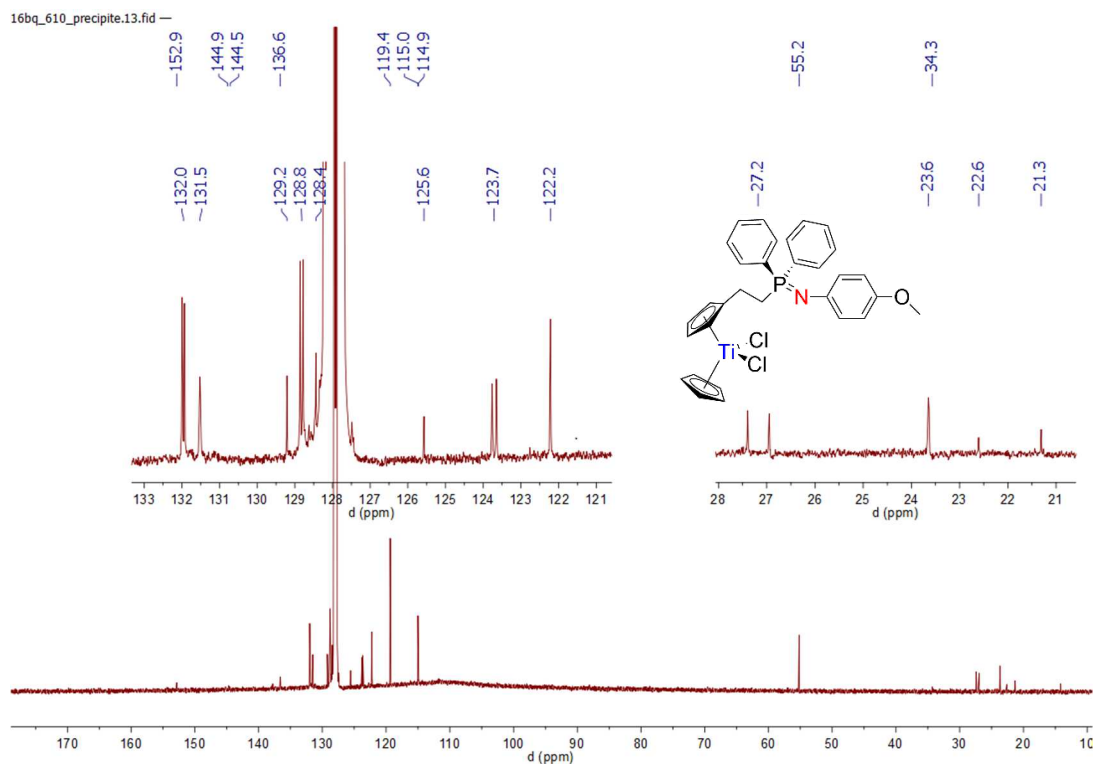 16bq_610_precipite.13.fid —
152.9 144.9 144.5 136.6 119.4 115.0 114.9 55.2 34.3
132.0 131.5 129.2 128.8 128.4 125.6 123.7 122.2 27.2 23.6 22.6 21.3
P N O
Cl
Ti
Cl
133 132 131 130 129 128 127 126 125 124 123 122 121
d (ppm)
28 27 26 25 24 23 22 21
d (ppm)
170 160 150 140 130 120 110 100 90 80 70 60 50 40 30 20 10
d (ppm)